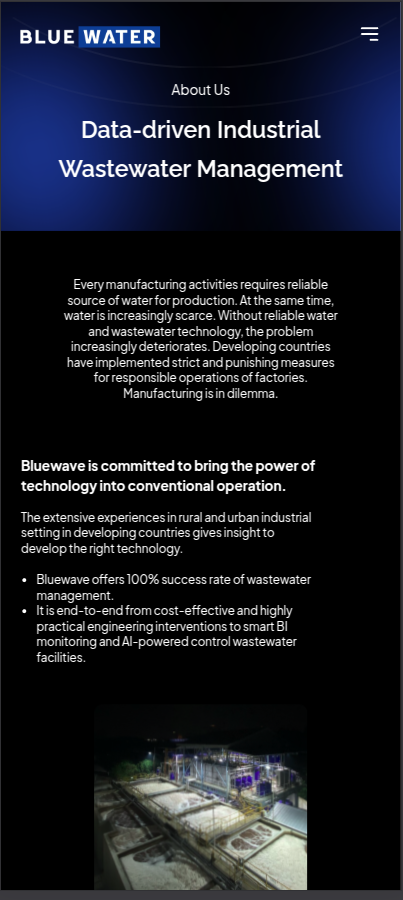 BLUE WATER
About Us
Data-driven Industrial
Wastewater Management
Every manufacturing activities requires reliable
source of water for production. At the same time,
water is increasingly scarce. Without reliable water
and wastewater technology, the problem
increasingly deteriorates. Developing countries
have implemented strict and punishing measures
for responsible operations of factories.
Manufacturing is in dilemma.
Bluewave is committed to bring the power of
technology into conventional operation.
The extensive experiences in rural and urban industrial
setting in developing countries gives insight to
develop the right technology.
• Bluewave offers 100% success rate of wastewater
management.
• It is end-to-end from cost-effective and highly
practical engineering interventions to smart BI
monitoring and AI-powered control wastewater
facilities.